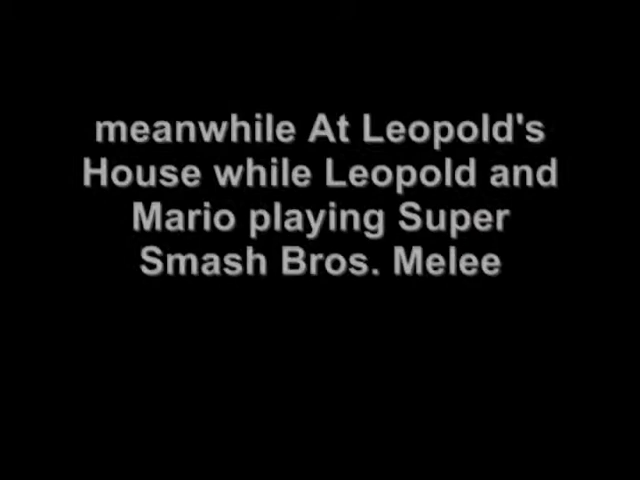 meanwhile At Leopold's
House while Leopold and
Mario playing Super
Smash Bros. Melee